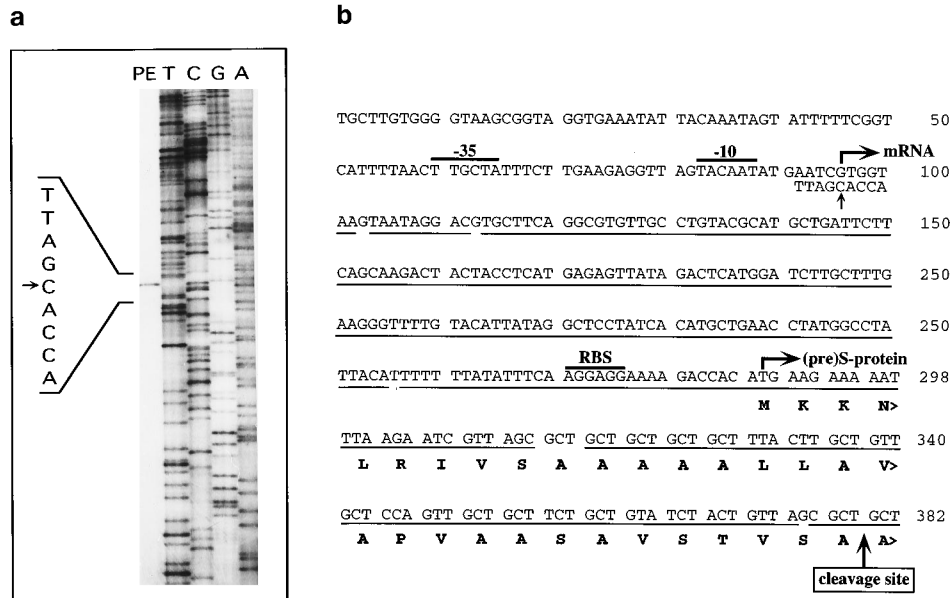 a
PE T C G A
T
T
A
G
C
A
C
C
A
b
TGCTTGTGGG GTAAGCGGTA GGTGAAATAT TACAAATAGT ATTTTTCGGT 50
-35 -10 mRNA
CATTTTAACT TGCTATTTCT TGAAGAGGTT AGTACAATAT GAATCGTGGT 100
TTAGCACCA
AAGTAATAGG ACGTGCTTCA GGCGTGTTGC CTGTACGCAT GCTGATTCTT 150
CAGCAAGACT ACTACCTCAT GAGAGTTATA GACTCATGGA TCTTGCTTTG 250
AAGGGTTTTG TACATTATAG GCTCCTATCA CATGCTGAAC CTATGGCCTA 250
RBS (pre)S-protein
TTACATTTTT TTATATTTCA AGGAGGAAAA GACCACA ATG AAG AAA AAT 298
M K K N>
TTA AGA ATC GTT AGC GCT GCT GCT GCT GCT TTA CTT GCT GTT 340
L R I V S A A A A A L L A V>
GCT CCA GTT GCT GCT TCT GCT GTA TCT ACT GTT AGC GCT GCT 382
A P V A A S A V S T V S A A>
cleavage site